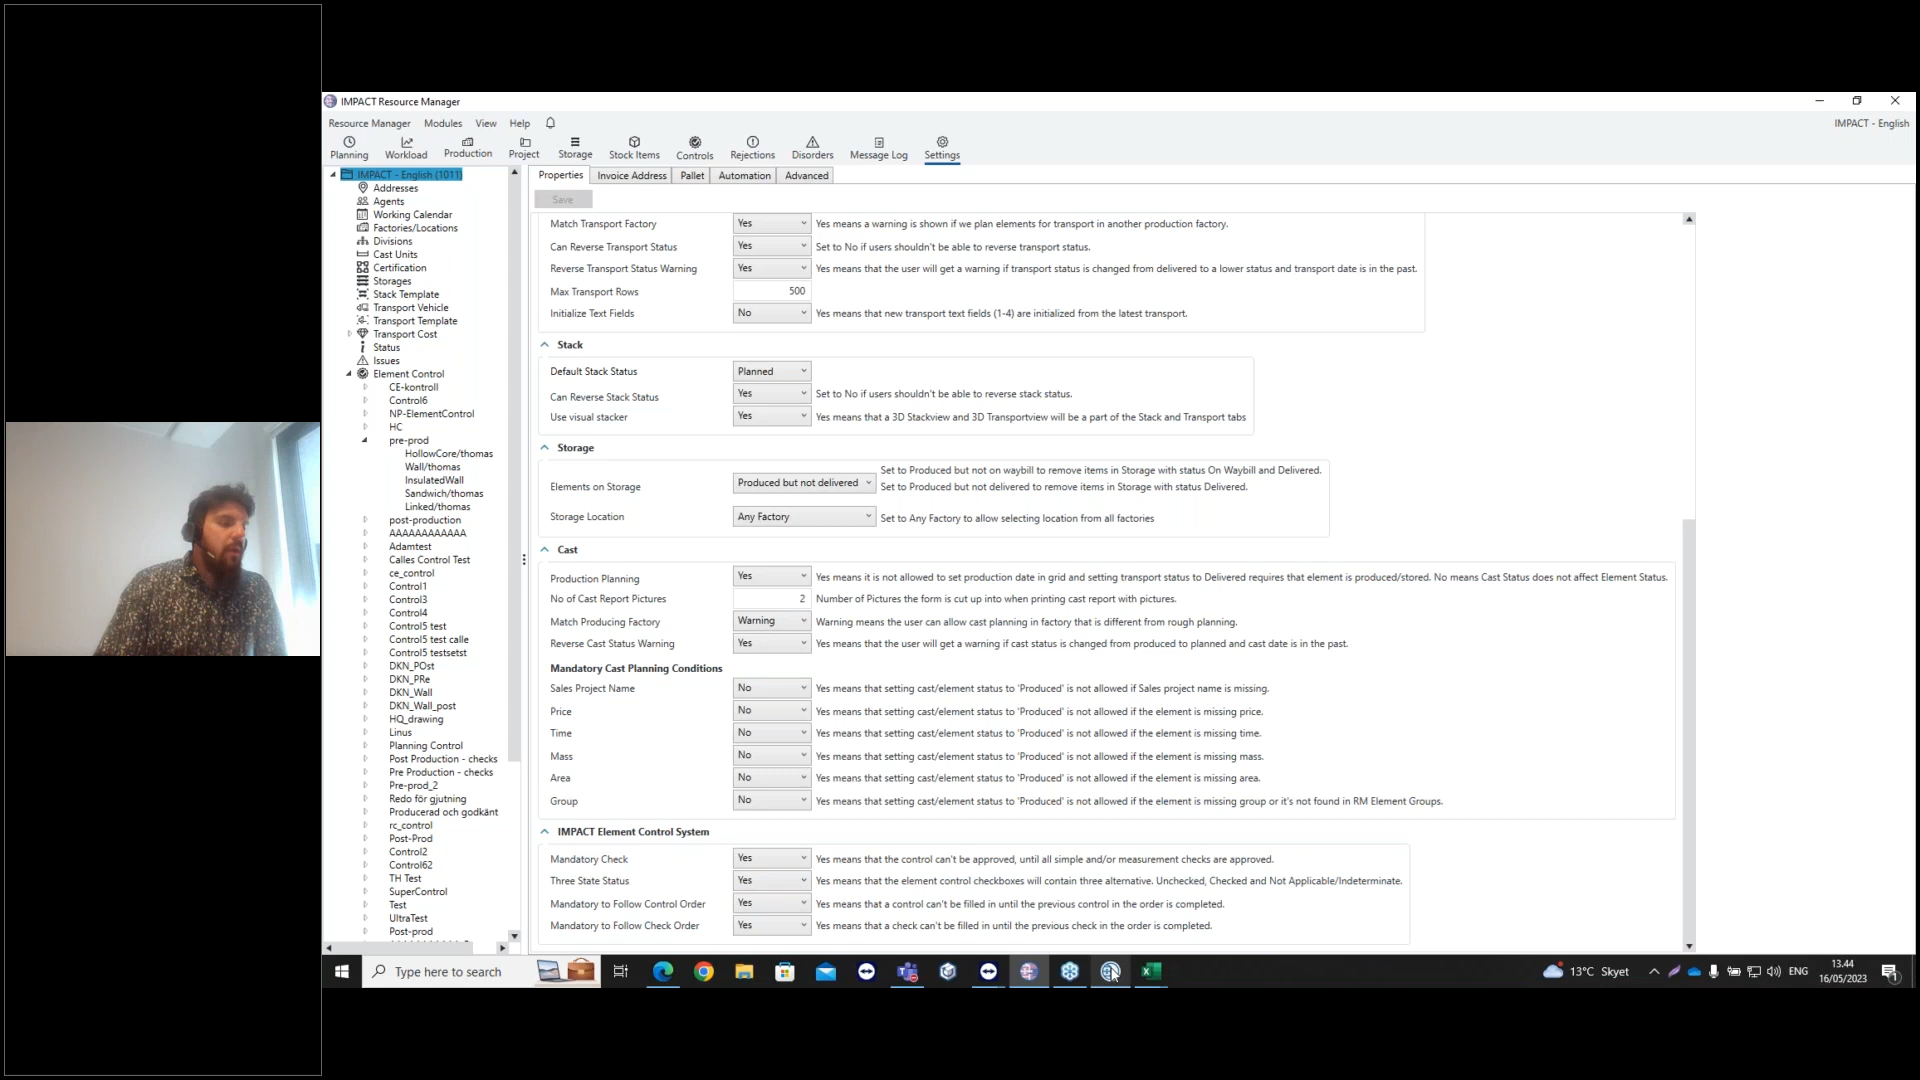 IMPACT Resource Manager
Resource Manager Modules View Help
IMPACT - English
Planning Workload Production Project Storage Stock Items Controls Rejections Disorders Message Log Settings
IMPACT - English (1011)
Addresses
Agents
Working Calendar
Factories/Locations
Divisions
Cast Units
Certification
Storages
Stack Template
Transport Vehicle
Transport Template
Transport Cost
Status
Issues
Element Control
CE-kontroll
Control6
NP-ElementControl
HC
pre-prod
HollowCore/thomas
Wall/thomas
InsulatedWall
Sandwich/thomas
Linked/thomas
post-production
AAAAAAAAAAAA
Adamtest
Calles Control Test
ce_control
Control1
Control3
Control4
Control5 test
Control5 test calle
Control5 testsetst
DKN_POst
DKN_PRe
DKN_Wall
DKN_Wall_post
HQ_drawing
Linus
Planning Control
Post Production - checks
Pre Production - checks
Pre-prod_2
Redo för gjutning
Producerad och godkänt
rc_control
Post-Prod
Control2
Control62
TH Test
SuperControl
Test
UltraTest
Post-prod
Properties Invoice Address Pallet Automation Advanced
Save
Match Transport Factory Yes Yes means a warning is shown if we plan elements for transport in another production factory.
Can Reverse Transport Status Yes Set to No if users shouldn't be able to reverse transport status.
Reverse Transport Status Warning Yes Yes means that the user will get a warning if transport status is changed from delivered to a lower status and transport date is in the past.
Max Transport Rows 500
Initialize Text Fields No Yes means that new transport text fields (1-4) are initialized from the latest transport.
Stack
Default Stack Status Planned
Can Reverse Stack Status Yes Set to No if users shouldn't be able to reverse stack status.
Use visual stacker Yes Yes means that a 3D Stackview and 3D Transportview will be a part of the Stack and Transport tabs
Storage
Set to Produced but not on waybill to remove items in Storage with status On Waybill and Delivered.
Elements on Storage Produced but not delivered Set to Produced but not delivered to remove items in Storage with status Delivered.
Storage Location Any Factory Set to Any Factory to allow selecting location from all factories
Cast
Production Planning Yes Yes means it is not allowed to set production date in grid and setting transport status to Delivered requires that element is produced/stored. No means Cast Status does not affect Element Status.
No of Cast Report Pictures 2 Number of Pictures the form is cut up into when printing cast report with pictures.
Match Producing Factory Warning Warning means the user can allow cast planning in factory that is different from rough planning.
Reverse Cast Status Warning Yes Yes means that the user will get a warning if cast status is changed from produced to planned and cast date is in the past.
Mandatory Cast Planning Conditions
Sales Project Name No Yes means that setting cast/element status to 'Produced' is not allowed if Sales project name is missing.
Price No Yes means that setting cast/element status to 'Produced' is not allowed if the element is missing price.
Time No Yes means that setting cast/element status to 'Produced' is not allowed if the element is missing time.
Mass No Yes means that setting cast/element status to 'Produced' is not allowed if the element is missing mass.
Area No Yes means that setting cast/element status to 'Produced' is not allowed if the element is missing area.
Group No Yes means that setting cast/element status to 'Produced' is not allowed if the element is missing group or it's not found in RM Element Groups.
IMPACT Element Control System
Mandatory Check Yes Yes means that the control can't be approved, until all simple and/or measurement checks are approved.
Three State Status Yes Yes means that the element control checkboxes will contain three alternative. Unchecked, Checked and Not Applicable/Indeterminate.
Mandatory to Follow Control Order Yes Yes means that a control can't be filled in until the previous control in the order is completed.
Mandatory to Follow Check Order Yes Yes means that a check can't be filled in until the previous check in the order is completed.
Type here to search
13°C Skyet
ENG
13.44
16/05/2023
1